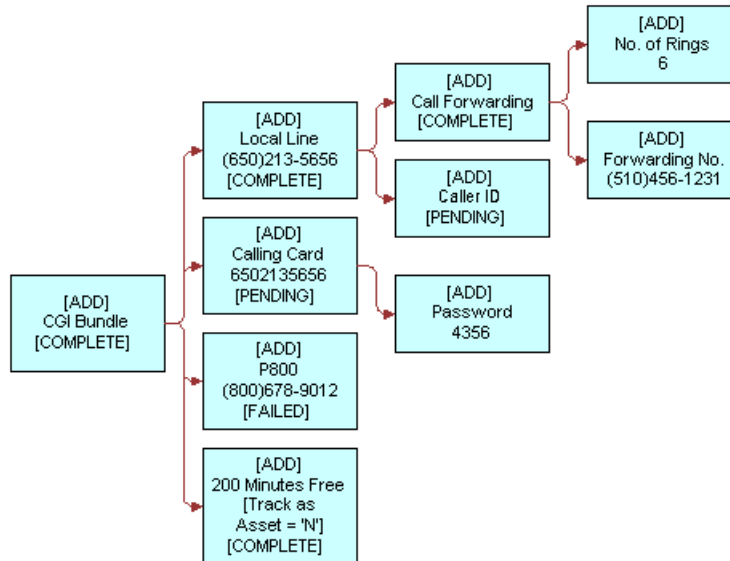 [ADD]
CGI Bundle
[COMPLETE]
[ADD]
Local Line
(650)213-5656
[COMPLETE]
[ADD]
Call Forwarding
[COMPLETE]
[ADD]
No. of Rings
6
[ADD]
Forwarding No.
(510)456-1231
[ADD]
Caller ID
[PENDING]
[ADD]
Calling Card
6502135656
[PENDING]
[ADD]
Password
4356
[ADD]
P800
(800)678-9012
[FAILED]
[ADD]
200 Minutes Free
[Track as
Asset = 'N']
[COMPLETE]